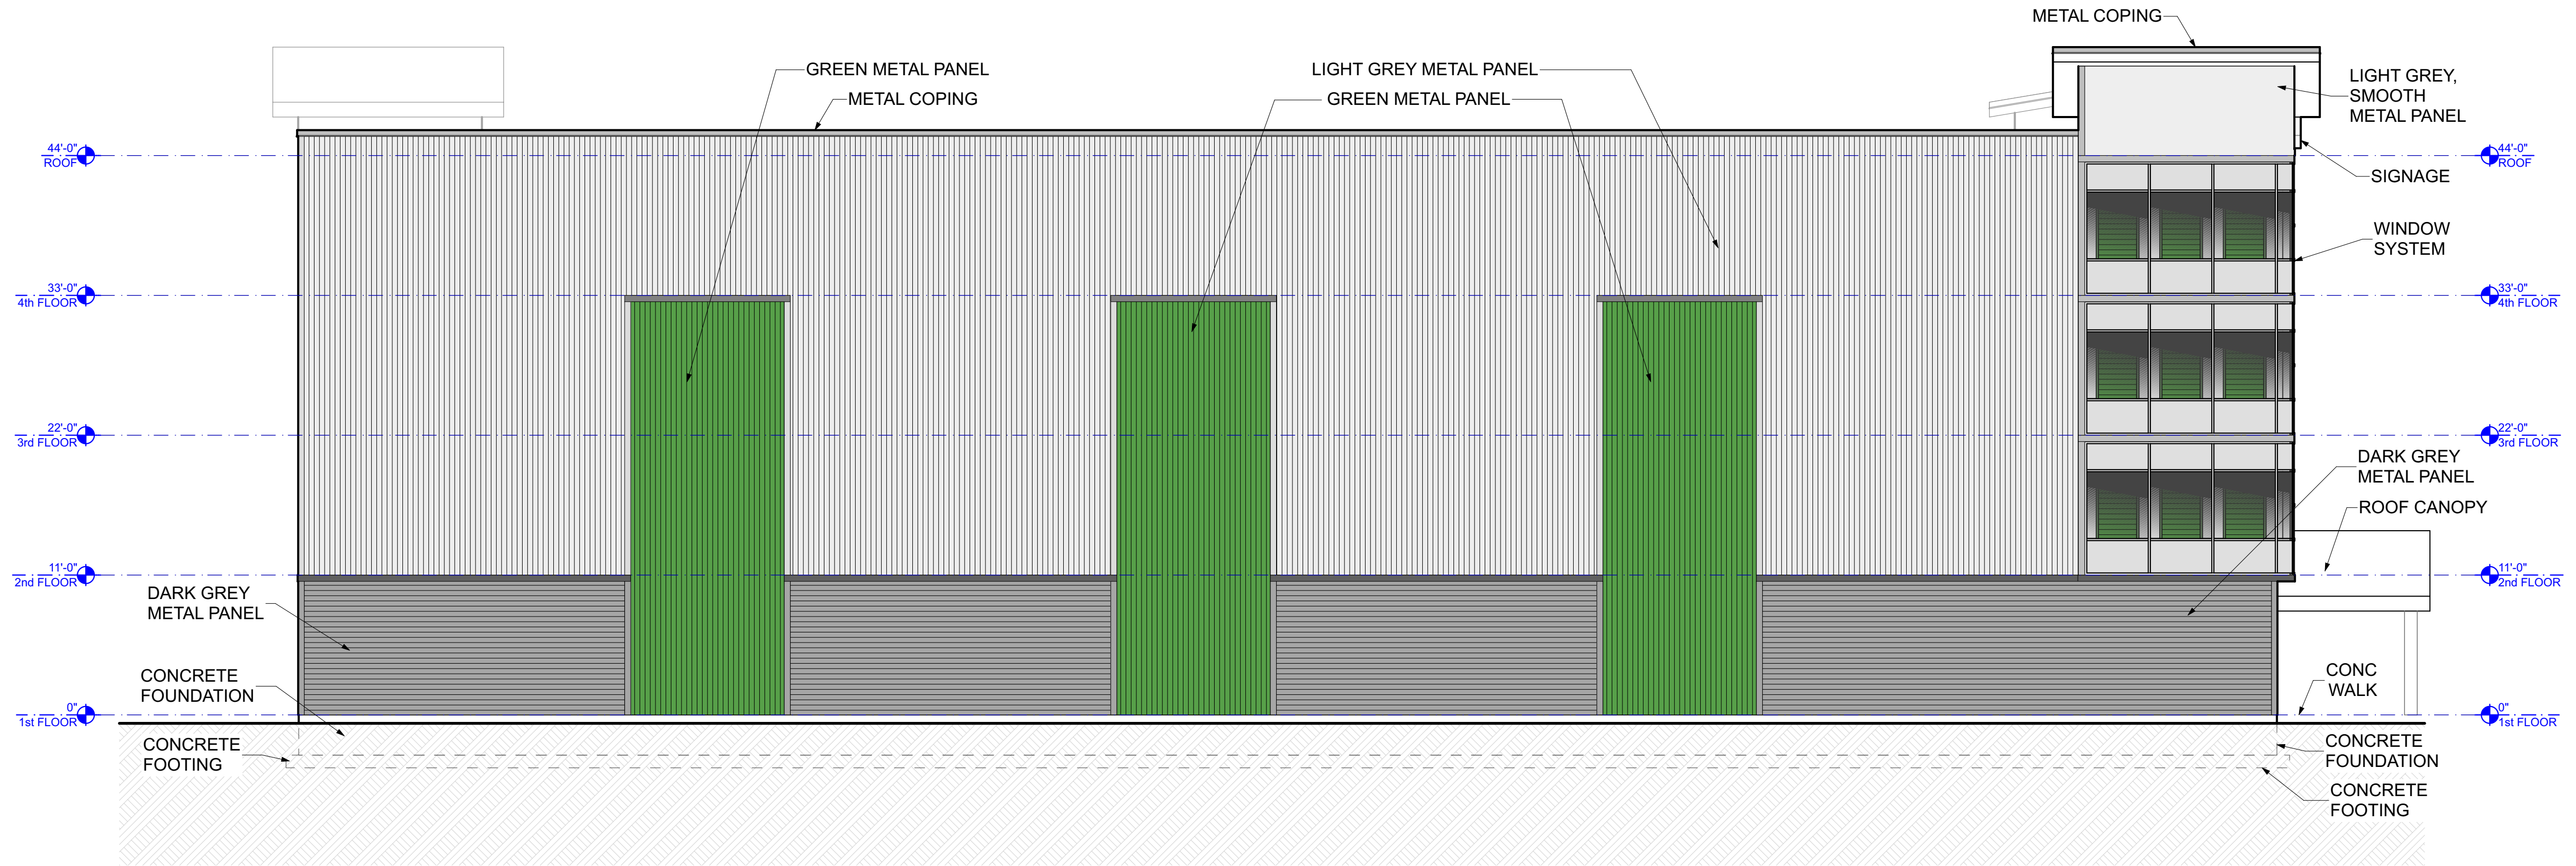 METAL COPING
GREEN METAL PANEL
LIGHT GREY METAL PANEL
LIGHT GREY,
SMOOTH
METAL PANEL
METAL COPING
GREEN METAL PANEL
44'-0"
ROOF
44'-0"
ROOF
SIGNAGE
WINDOW
SYSTEM
33'-0"
4th FLOOR
33'-0"
4th FLOOR
22'-0"
3rd FLOOR
22'-0"
3rd FLOOR
DARK GREY
METAL PANEL
ROOF CANOPY
11'-0"
2nd FLOOR
11'-0"
2nd FLOOR
DARK GREY
METAL PANEL
CONCRETE
FOUNDATION
CONC
WALK
0"
1st FLOOR
0"
1st FLOOR
CONCRETE
FOOTING
CONCRETE
FOUNDATION
CONCRETE
FOOTING